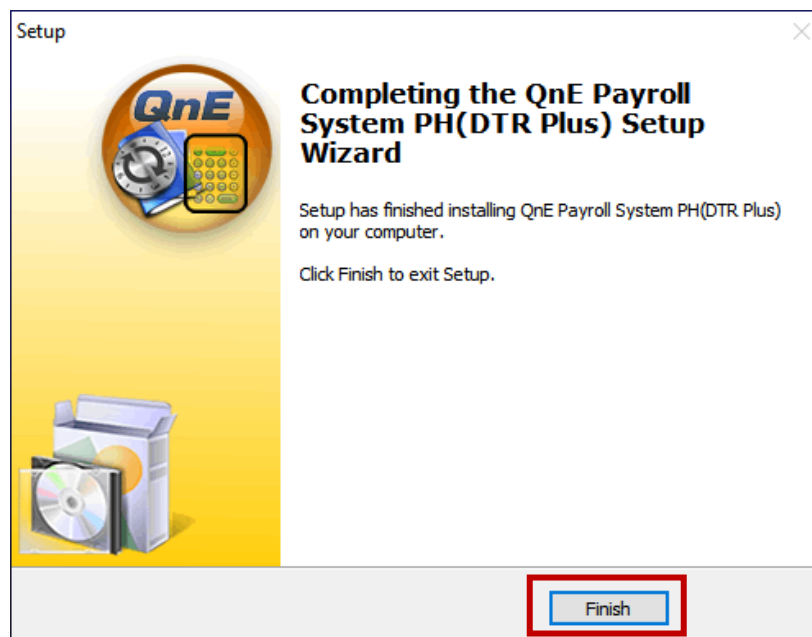 Setup
QnE
Completing the QnE Payroll
System PH(DTR Plus) Setup
Wizard
Setup has finished installing QnE Payroll System PH(DTR Plus)
on your computer.
Click Finish to exit Setup.
Finish